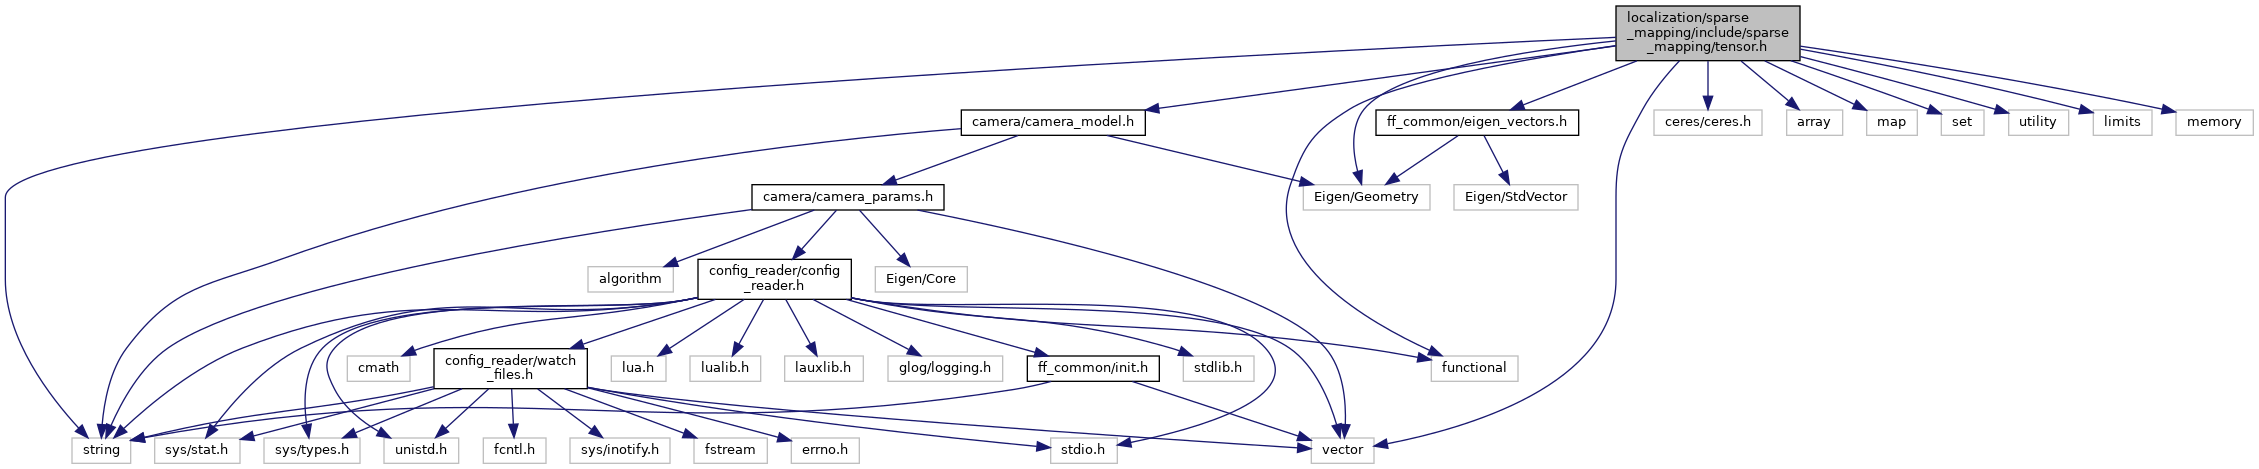 localization/sparse
_mapping/include/sparse
_mapping/tensor.h
camera/camera_model.h
ff_common/eigen_vectors.h
ceres/ceres.h
array
map
set
utility
limits
memory
camera/camera_params.h
Eigen/Geometry
Eigen/StdVector
algorithm
config_reader/config
_reader.h
Eigen/Core
cmath
config_reader/watch
_files.h
lua.h
lualib.h
lauxlib.h
glog/logging.h
ff_common/init.h
stdlib.h
functional
string
sys/stat.h
sys/types.h
unistd.h
fcntl.h
sys/inotify.h
fstream
errno.h
stdio.h
vector